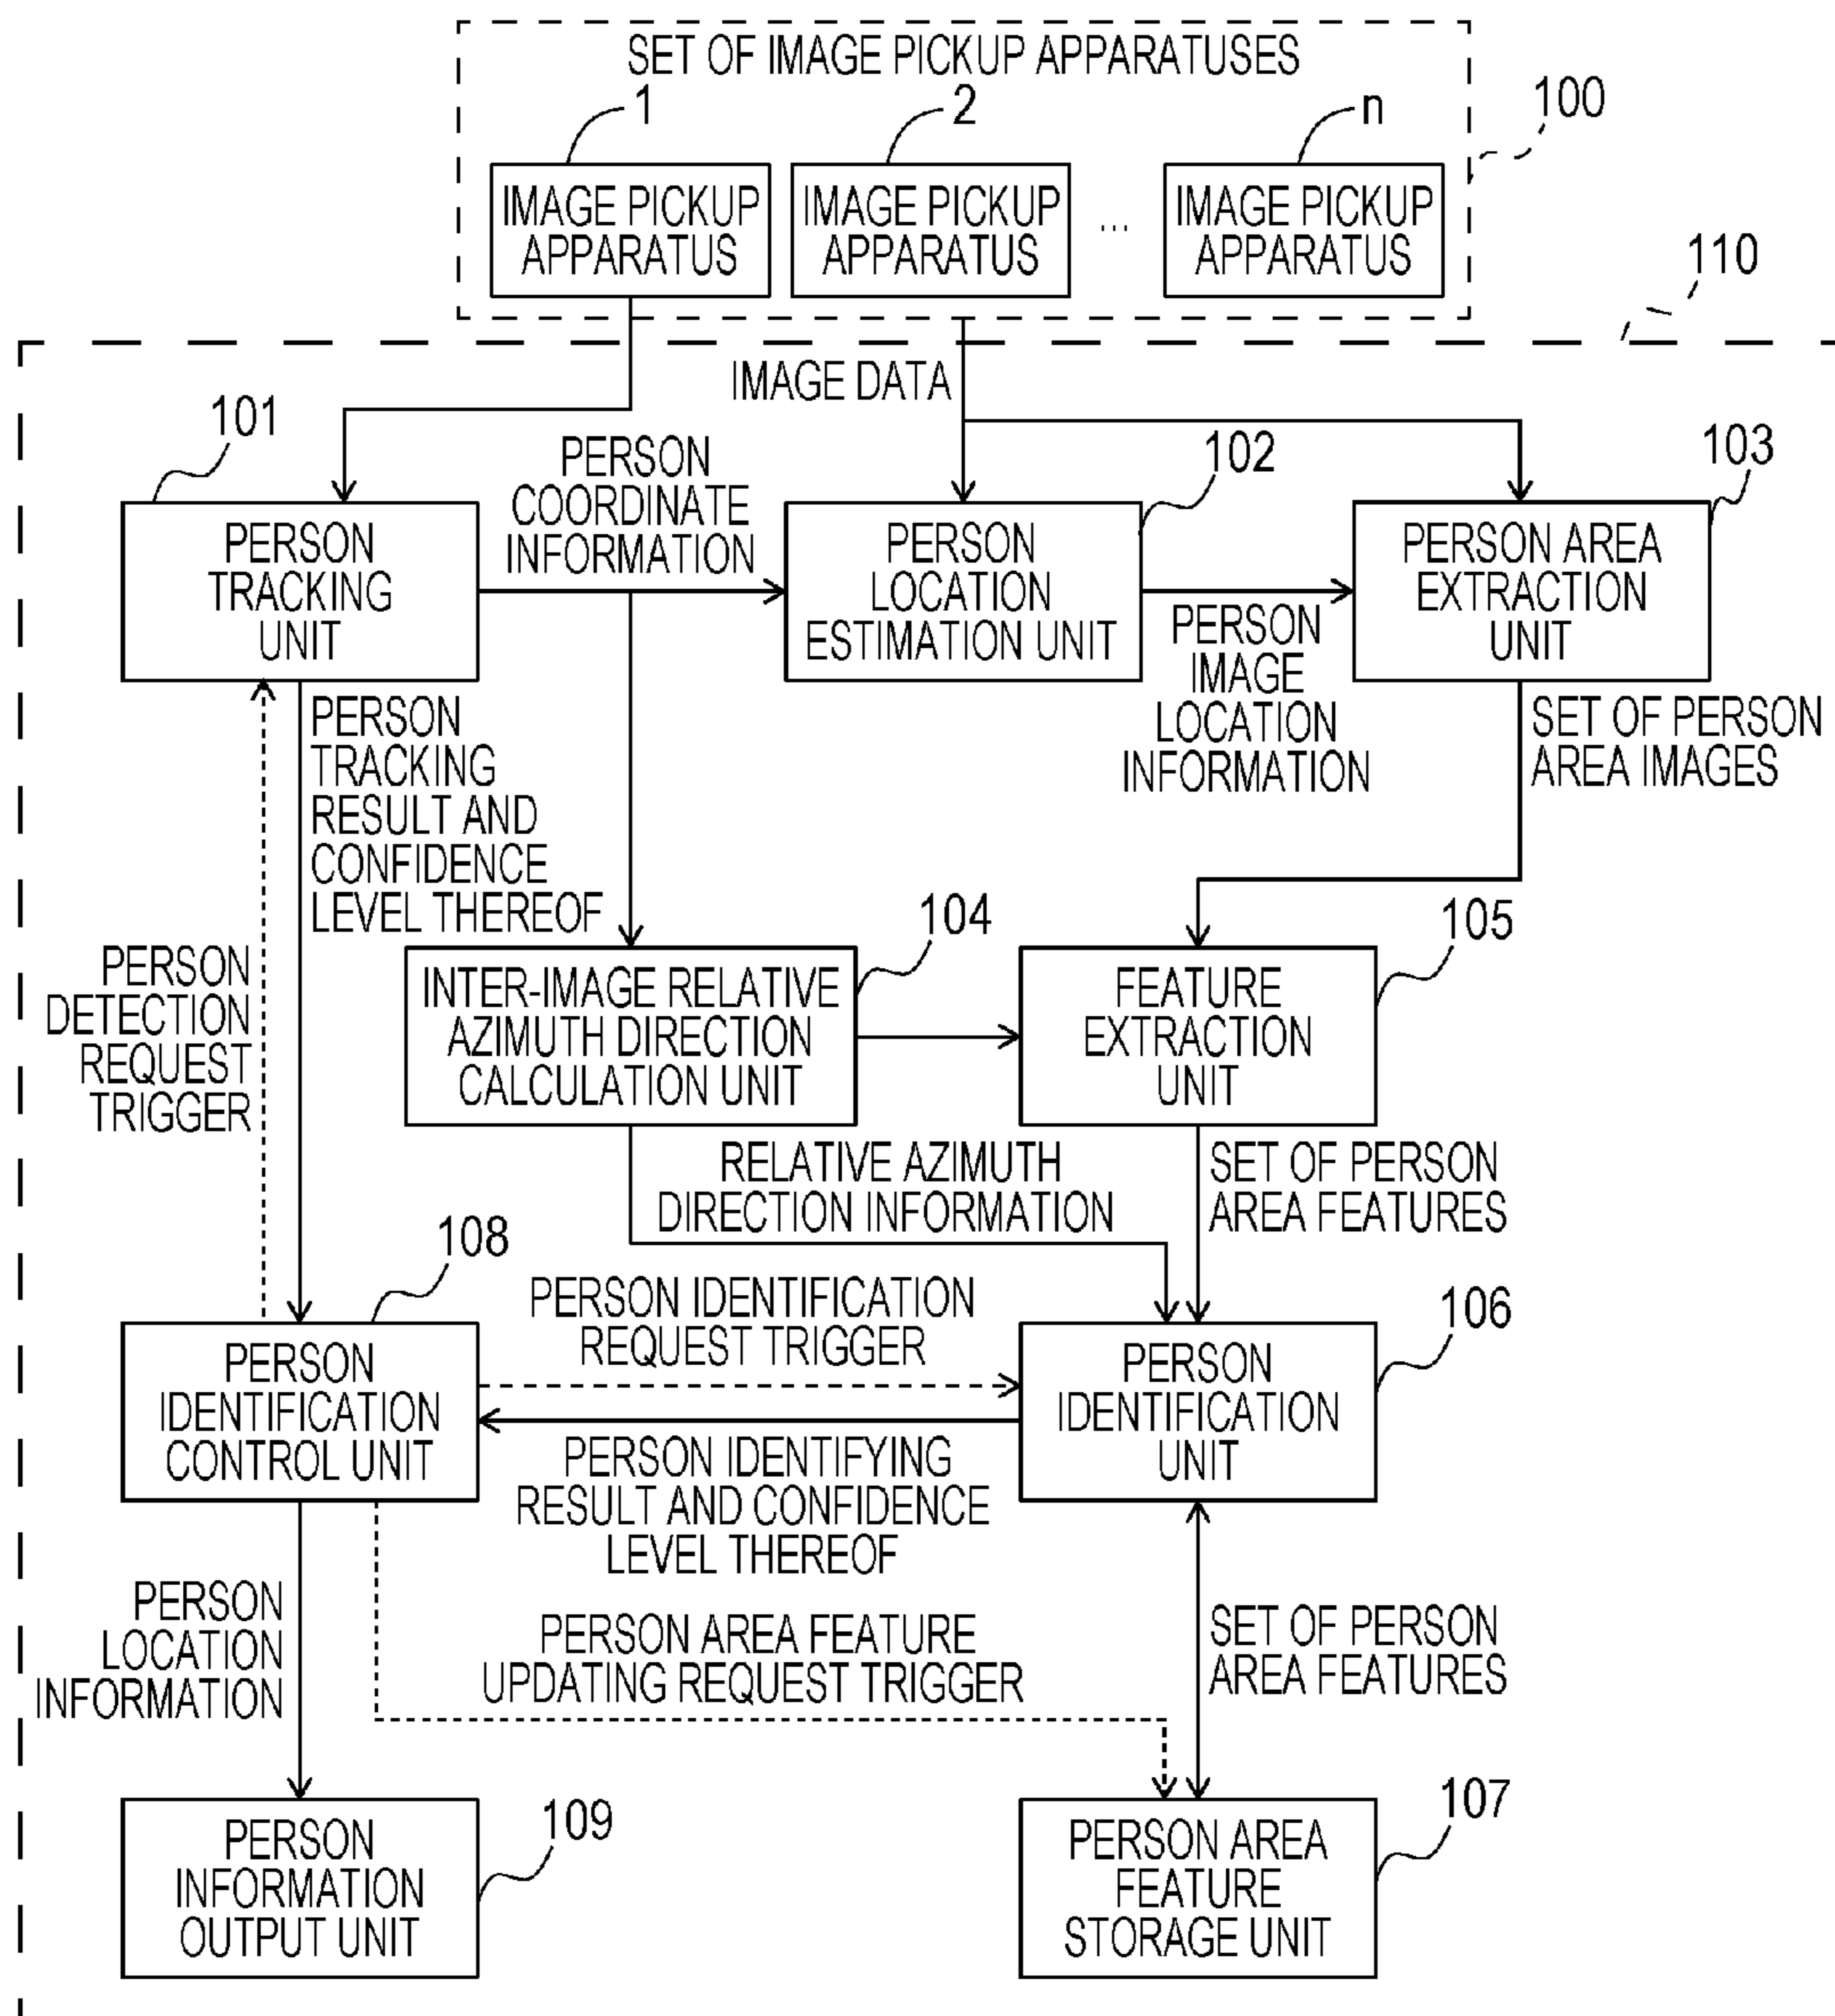 SET OF IMAGE PICKUP APPARATUSES
1
2
n
100
IMAGE PICKUP
APPARATUS
IMAGE PICKUP
APPARATUS
...
IMAGE PICKUP
APPARATUS
110
IMAGE DATA
101
PERSON
COORDINATE
INFORMATION
102
103
PERSON
TRACKING
UNIT
PERSON
LOCATION
ESTIMATION UNIT
PERSON AREA
EXTRACTION
UNIT
PERSON
IMAGE
LOCATION
INFORMATION
PERSON
TRACKING
RESULT AND
CONFIDENCE
LEVEL THEREOF
SET OF PERSON
AREA IMAGES
104
105
PERSON
DETECTION
REQUEST
TRIGGER
INTER-IMAGE RELATIVE
AZIMUTH DIRECTION
CALCULATION UNIT
FEATURE
EXTRACTION
UNIT
RELATIVE AZIMUTH
DIRECTION INFORMATION
SET OF PERSON
AREA FEATURES
108
PERSON IDENTIFICATION
REQUEST TRIGGER
106
PERSON
IDENTIFICATION
CONTROL UNIT
PERSON
IDENTIFICATION
UNIT
PERSON IDENTIFYING
RESULT AND CONFIDENCE
LEVEL THEREOF
PERSON
LOCATION
INFORMATION
PERSON AREA FEATURE
UPDATING REQUEST TRIGGER
SET OF PERSON
AREA FEATURES
109
107
PERSON
INFORMATION
OUTPUT UNIT
PERSON AREA
FEATURE
STORAGE UNIT